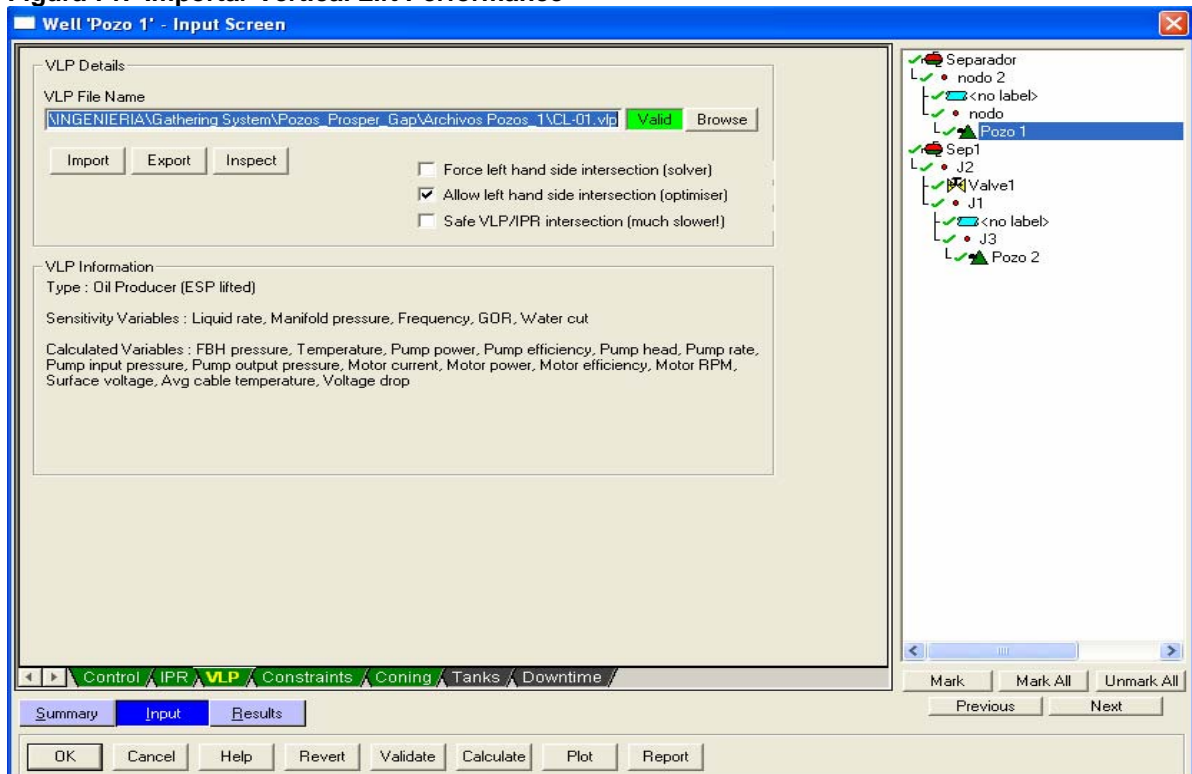 Well 'Pozo 1' - Input Screen
VLP Details
VLP File Name
\INGENIERIA\Gathering System\Pozos_Prosper_Gap\Archivos Pozos_1\CL-01.vlp Valid Browse
Import Export Inspect
Force left hand side intersection (solver)
Allow left hand side intersection (optimiser)
Safe VLP/IPR intersection (much slower!)
VLP Information
Type : Oil Producer (ESP lifted)
Sensitivity Variables : Liquid rate, Manifold pressure, Frequency, GOR, Water cut
Calculated Variables : FBH pressure, Temperature, Pump power, Pump efficiency, Pump head, Pump rate,
Pump input pressure, Pump output pressure, Motor current, Motor power, Motor efficiency, Motor RPM,
Surface voltage, Avg cable temperature, Voltage drop
Control IPR VLP Constraints Coning Tanks Downtime
Summary Input Results
OK Cancel Help Revert Validate Calculate Plot Report
Separador
nodo 2
<no label>
nodo
Pozo 1
Sep1
J2
Valve1
J1
<no label>
J3
Pozo 2
Mark Mark All Unmark All
Previous Next